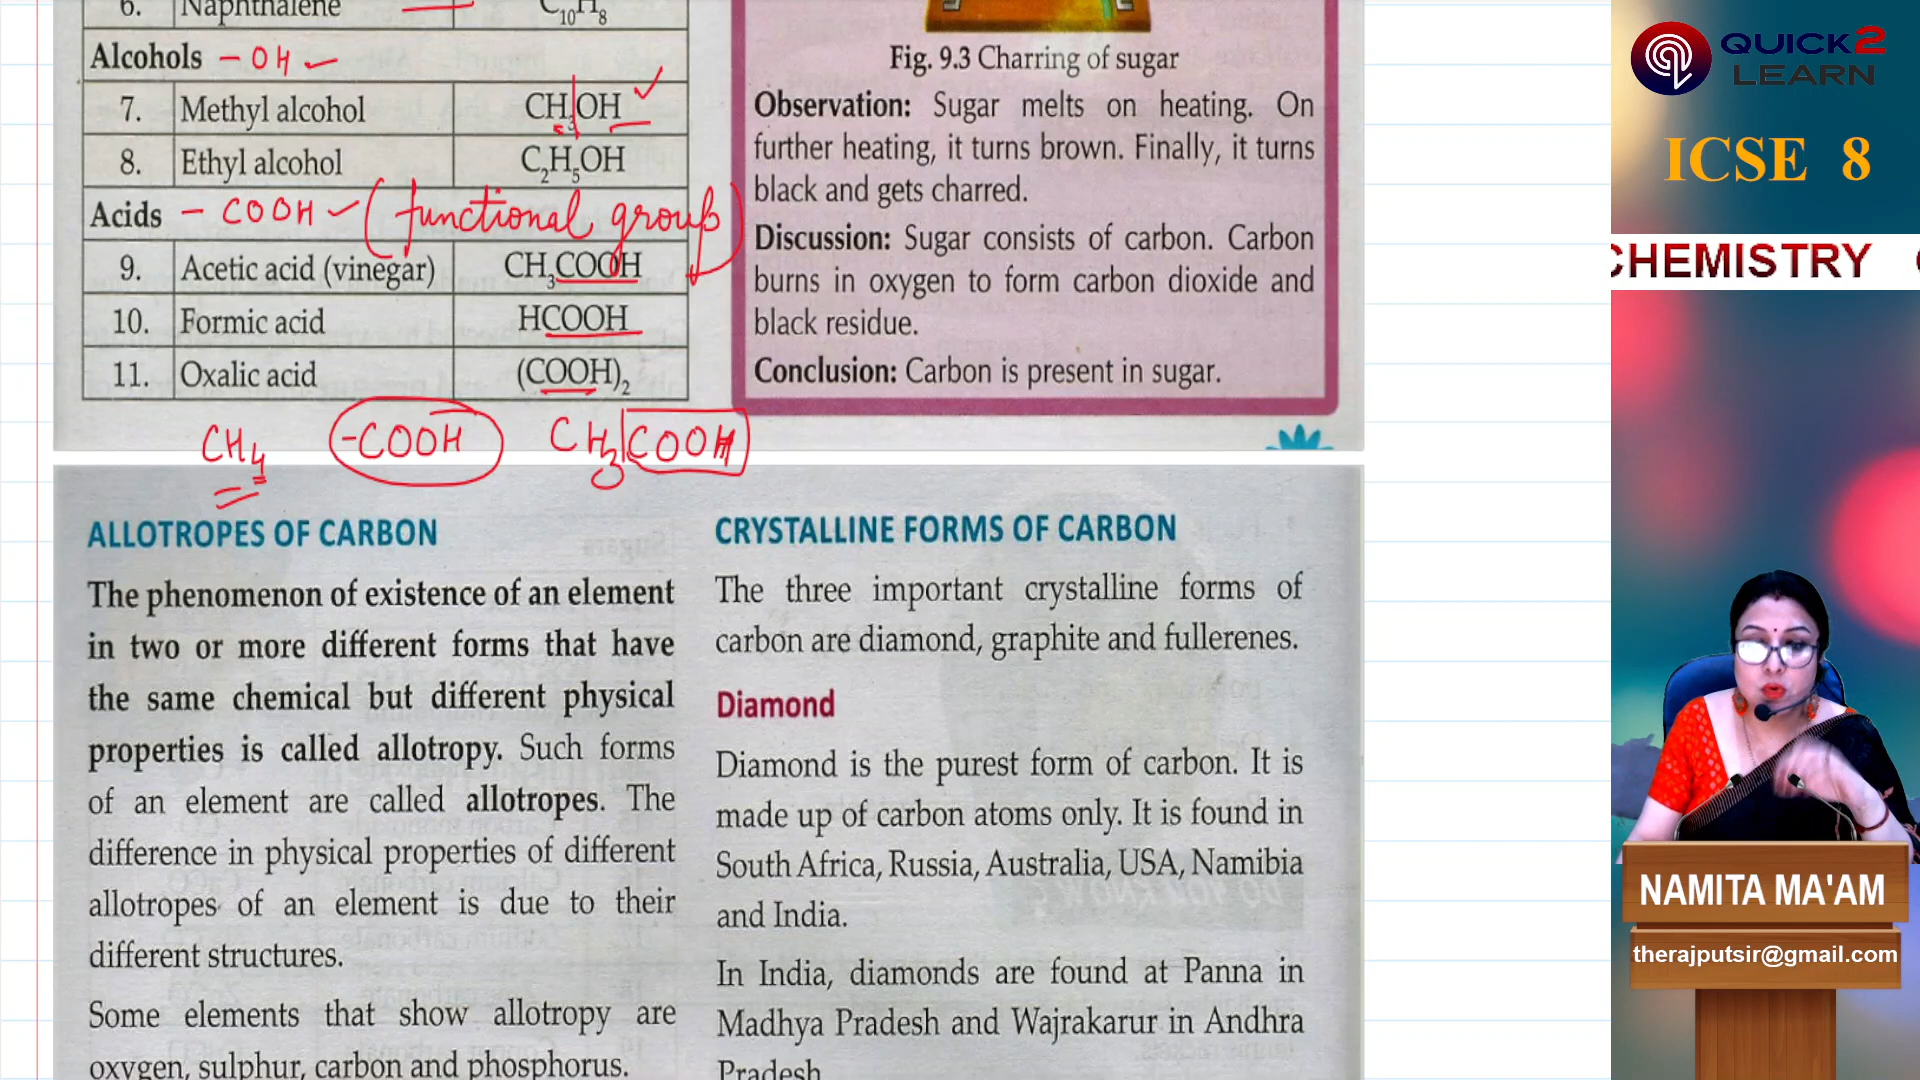 6. Naphthalene C10H8
Alcohols - OH
7. Methyl alcohol CH3OH
8. Ethyl alcohol C2H5OH
Acids - COOH (functional group)
9. Acetic acid (vinegar) CH3COOH
10. Formic acid HCOOH
11. Oxalic acid (COOH)2
CH4 -COOH CH3COOH
Fig. 9.3 Charring of sugar
Observation: Sugar melts on heating. On
further heating, it turns brown. Finally, it turns
black and gets charred.
Discussion: Sugar consists of carbon. Carbon
burns in oxygen to form carbon dioxide and
black residue.
Conclusion: Carbon is present in sugar.
ALLOTROPES OF CARBON
The phenomenon of existence of an element
in two or more different forms that have
the same chemical but different physical
properties is called allotropy. Such forms
of an element are called allotropes. The
difference in physical properties of different
allotropes of an element is due to their
different structures.
Some elements that show allotropy are
oxygen, sulphur, carbon and phosphorus.
CRYSTALLINE FORMS OF CARBON
The three important crystalline forms of
carbon are diamond, graphite and fullerenes.
Diamond
Diamond is the purest form of carbon. It is
made up of carbon atoms only. It is found in
South Africa, Russia, Australia, USA, Namibia
and India.
In India, diamonds are found at Panna in
Madhya Pradesh and Wajrakarur in Andhra
Pradesh
QUICK2
LEARN
ICSE 8
CHEMISTRY
NAMITA MA'AM
therajputsir@gmail.com